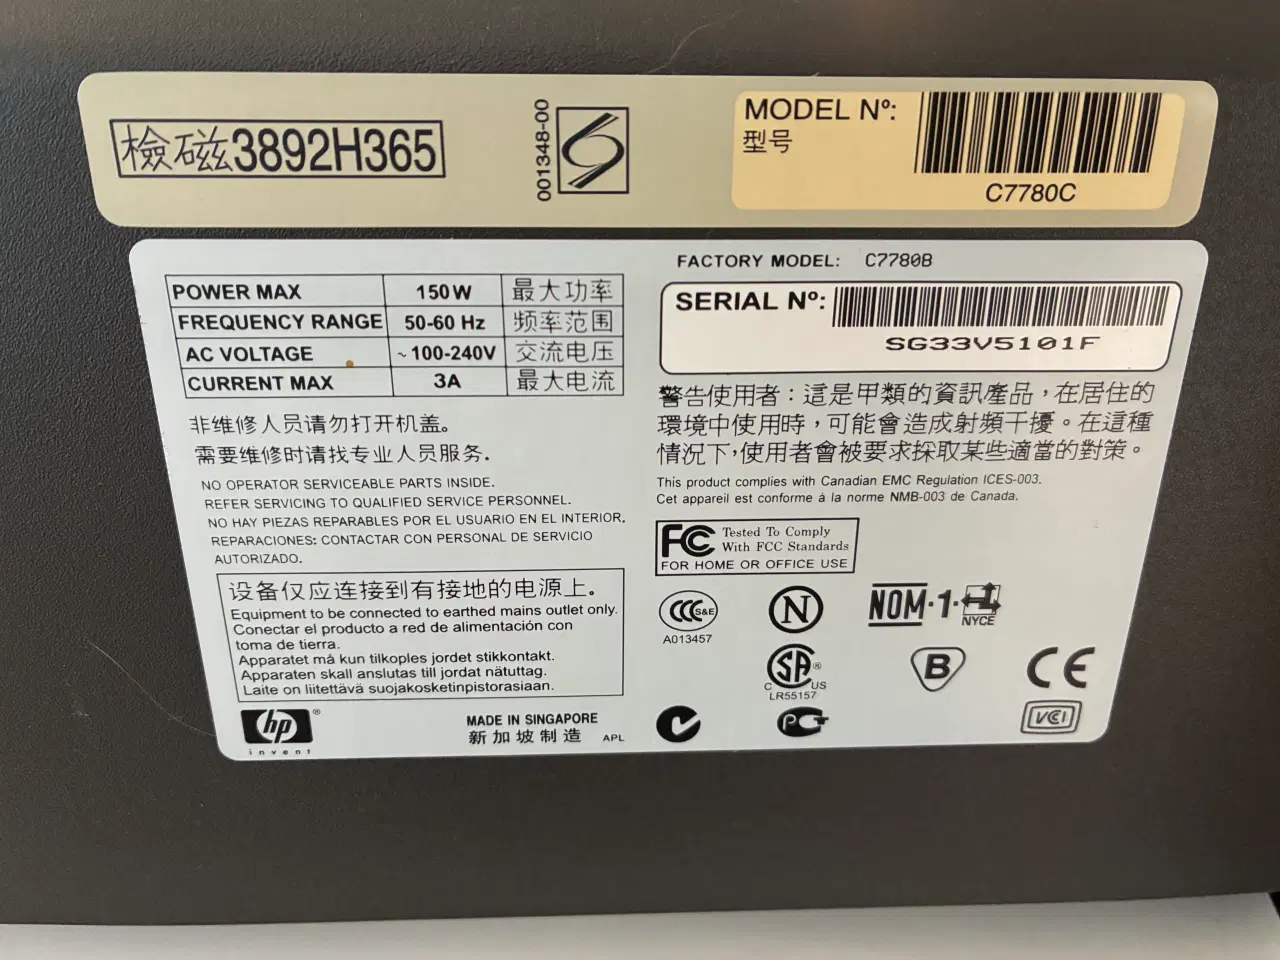 檢磁3892H365
001348-00
MODEL Nº:
型号
C7780C
POWER MAX 150W 最大功率
FREQUENCY RANGE 50-60 Hz 频率范围
AC VOLTAGE ~100-240V 交流电压
CURRENT MAX 3A 最大电流
非维修人员请勿打开机盖。
需要维修时请找专业人员服务.
NO OPERATOR SERVICEABLE PARTS INSIDE.
REFER SERVICING TO QUALIFIED SERVICE PERSONNEL.
NO HAY PIEZAS REPARABLES POR EL USUARIO EN EL INTERIOR.
REPARACIONES: CONTACTAR CON PERSONAL DE SERVICIO
AUTORIZADO.
设备仅应连接到有接地的电源上。
Equipment to be connected to earthed mains outlet only.
Conectar el producto a red de alimentación con
toma de tierra.
Apparatet må kun tilkoples jordet stikkontakt.
Apparaten skall anslutas till jordat nätuttag.
Laite on liitettävä suojakosketinpistorasiaan.
hp®
invent
MADE IN SINGAPORE
新加坡制造 APL
FACTORY MODEL: C7780B
SERIAL Nº:
SG33V5101F
警告使用者：這是甲類的資訊產品，在居住的
環境中使用時，可能會造成射頻干擾。在這種
情況下，使用者會被要求採取某些適當的對策。
This product complies with Canadian EMC Regulation ICES-003.
Cet appareil est conforme à la norme NMB-003 de Canada.
FC Tested To Comply
With FCC Standards
FOR HOME OR OFFICE USE
CCC S&E
A013457
N
NOM-1-
NYCE
C SA® US
LR55157
B
CE
PCT
VCI